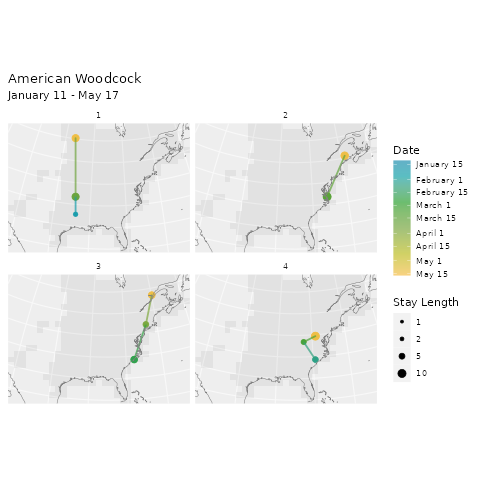 American Woodcock
January 11 - May 17
1
2
3
4
Date
January 15
February 1
February 15
March 1
March 15
April 1
April 15
May 1
May 15
Stay Length
1
2
5
10